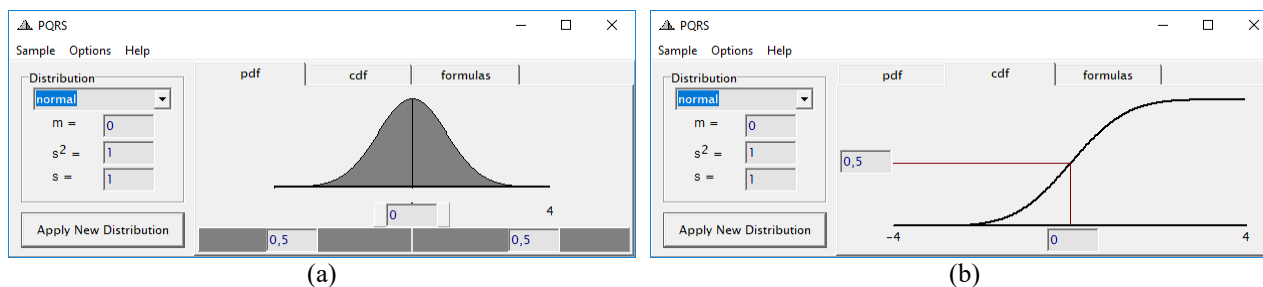 PQRS
Sample Options Help
Distribution
normal
m = 0
s² = 1
s = 1
Apply New Distribution
pdf cdf formulas
0 4
0,5 0,5
(a)
PQRS
Sample Options Help
Distribution
normal
m = 0
s² = 1
s = 1
Apply New Distribution
pdf cdf formulas
0,5
-4 0 4
(b)